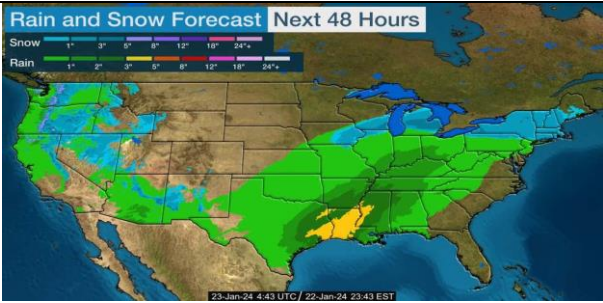 Rain and Snow Forecast Next 48 Hours
Snow 1" 3" 5" 8" 12" 18" 24"+
Rain 1" 2" 3" 5" 8" 12" 18" 24"+
23-Jan-24 4:43 UTC / 22-Jan-24 23:43 EST